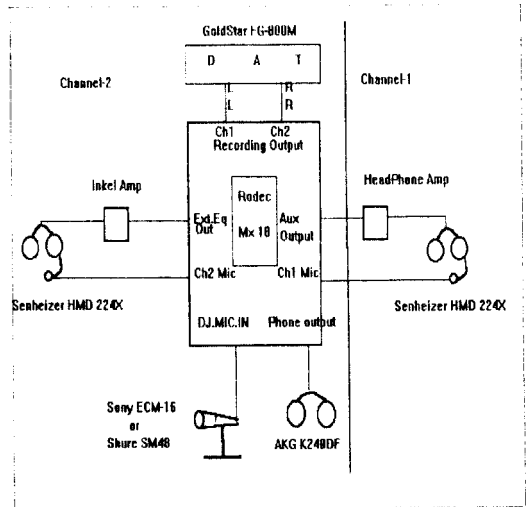 GoldStar FG-800M
D A T
Channel-2
Channel-1
L R
L R
Ch1 Ch2
Recording Output
Inkel Amp
HeadPhone Amp
Rodec
Mx 18
Ext.Eq
Out
Aux
Output
Ch2 Mic
Ch1 Mic
Senheizer HMD 224X
Senheizer HMD 224X
DJ.MIC.IN
Phone output
Sony ECM-16
or
Shure SM48
AKG K240DF